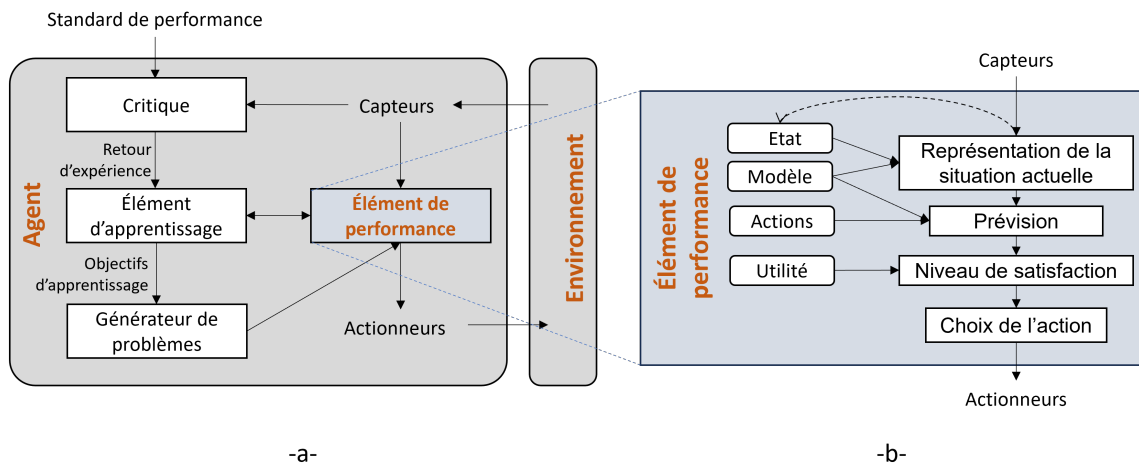 Standard de performance
Critique
Capteurs
Retour
d'expérience
Agent
Élément
d'apprentissage
Élément de
performance
Objectifs
d'apprentissage
Générateur de
problèmes
Actionneurs
Environnement
-a-
Capteurs
Élément de
performance
Etat
Modèle
Actions
Utilité
Représentation de la
situation actuelle
Prévision
Niveau de satisfaction
Choix de l'action
Actionneurs
-b-